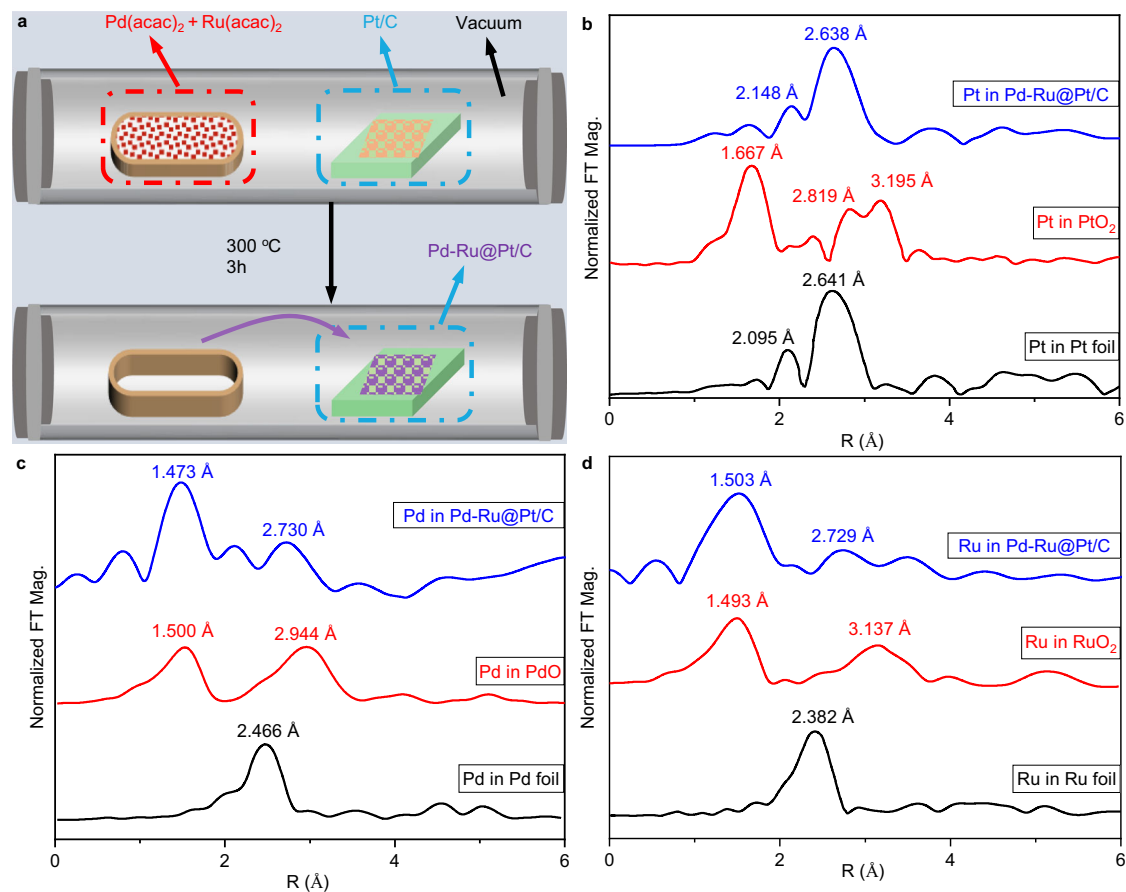 a
Pd(acac)₂ + Ru(acac)₂
Pt/C
Vacuum
300 ºC
3h
Pd-Ru@Pt/C
b
2.638 Å
2.148 Å
Pt in Pd-Ru@Pt/C
1.667 Å
2.819 Å
3.195 Å
Pt in PtO₂
2.641 Å
2.095 Å
Pt in Pt foil
Normalized FT Mag.
0 2 4 6
R (Å)
c
1.473 Å
Pd in Pd-Ru@Pt/C
2.730 Å
1.500 Å
2.944 Å
Pd in PdO
2.466 Å
Pd in Pd foil
Normalized FT Mag.
0 2 4 6
R (Å)
d
1.503 Å
Ru in Pd-Ru@Pt/C
2.729 Å
1.493 Å
3.137 Å
Ru in RuO₂
2.382 Å
Ru in Ru foil
Normalized FT Mag.
0 2 4 6
R (Å)